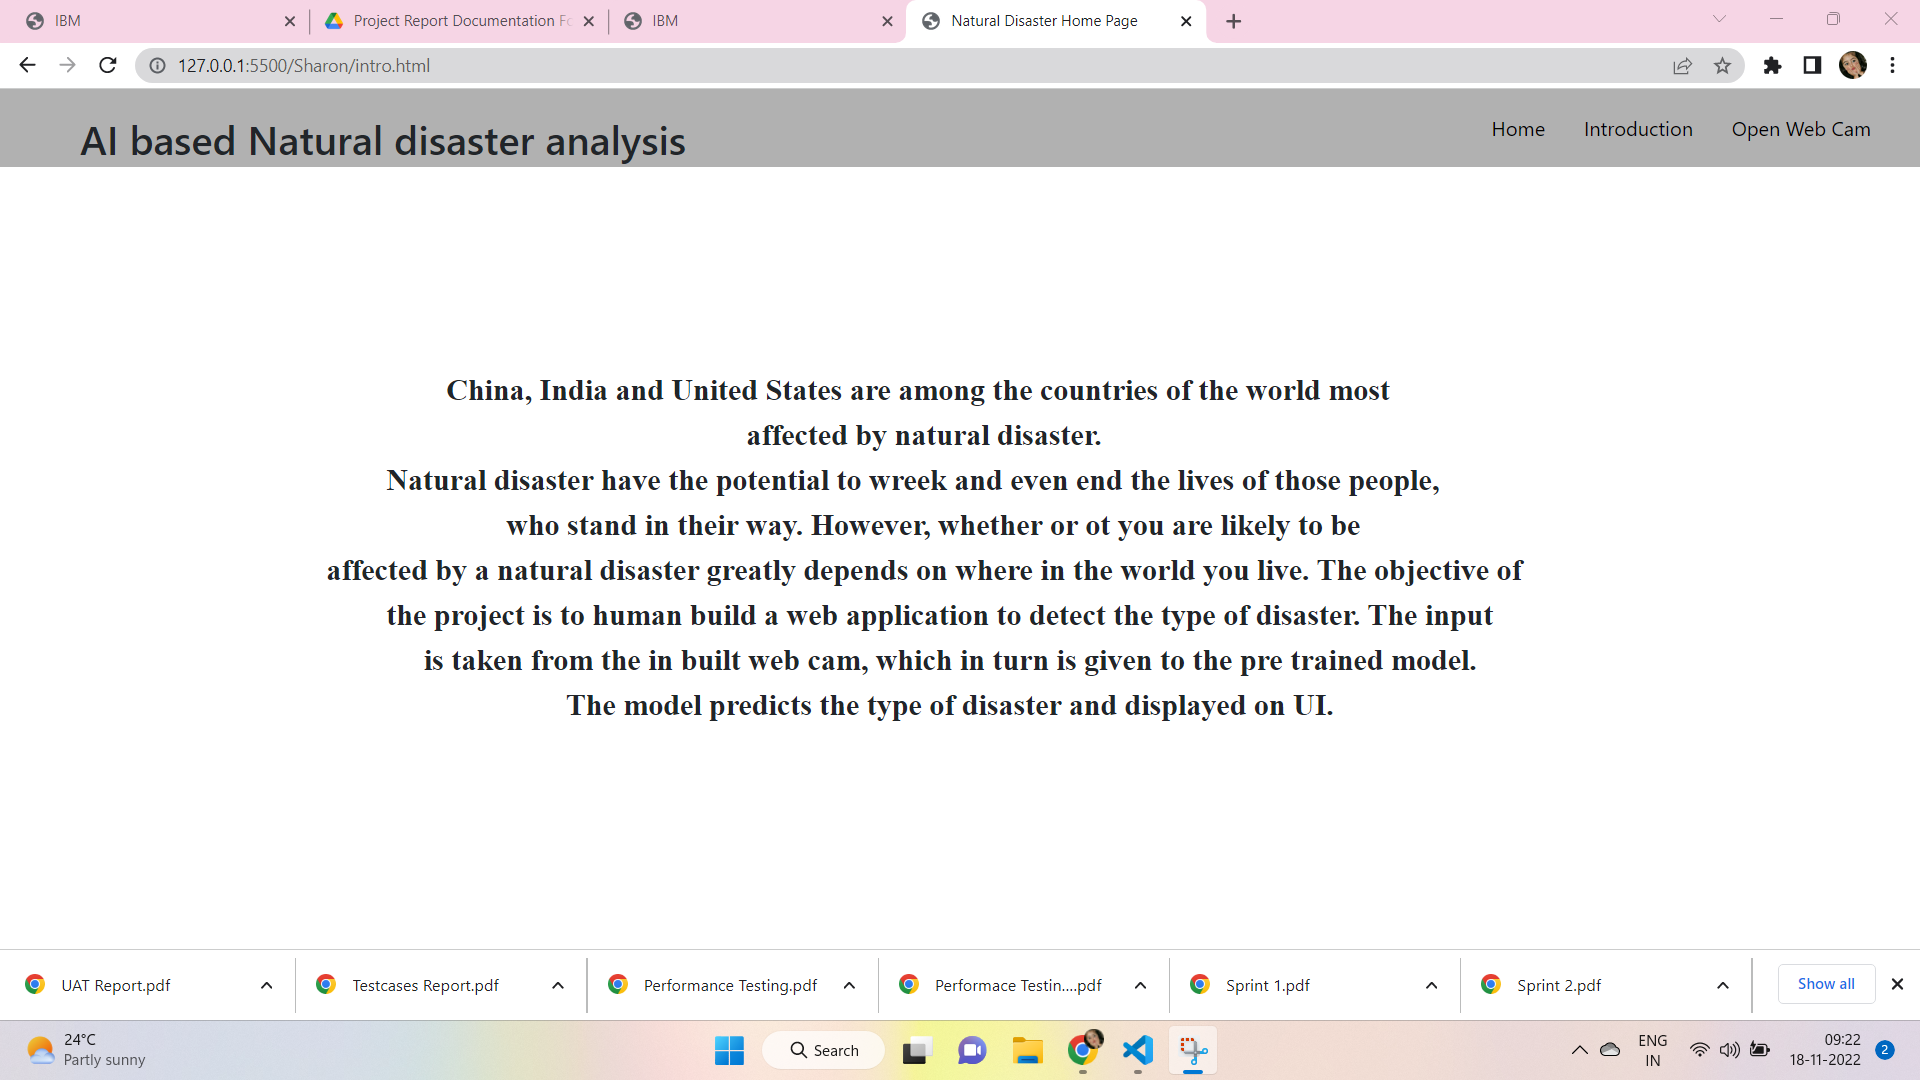 IBM
Project Report Documentation Fo
IBM
Natural Disaster Home Page
127.0.0.1:5500/Sharon/intro.html
AI based Natural disaster analysis
Home Introduction Open Web Cam
China, India and United States are among the countries of the world most
affected by natural disaster.
Natural disaster have the potential to wreek and even end the lives of those people,
who stand in their way. However, whether or ot you are likely to be
affected by a natural disaster greatly depends on where in the world you live. The objective of
the project is to human build a web application to detect the type of disaster. The input
is taken from the in built web cam, which in turn is given to the pre trained model.
The model predicts the type of disaster and displayed on UI.
UAT Report.pdf
Testcases Report.pdf
Performance Testing.pdf
Performace Testin....pdf
Sprint 1.pdf
Sprint 2.pdf
Show all
24°C
Partly sunny
Search
ENG
IN
09:22
18-11-2022
2